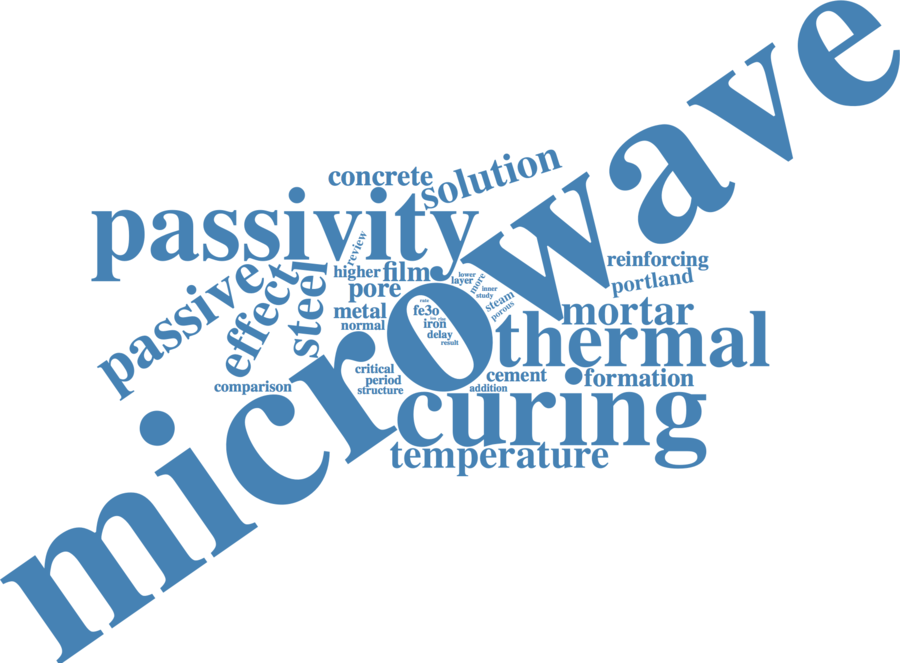 microwave
concrete
solution
passivity
review
reinforcing
portland
higher
film
lower
layer
more
inner
study
steam
porous
passive
effect
steel
pore
metal
normal
rate
fe3o
iron
delay
result
mortar
thermal
critical
period
structure
cement
addition
formation
comparison
curing
temperature